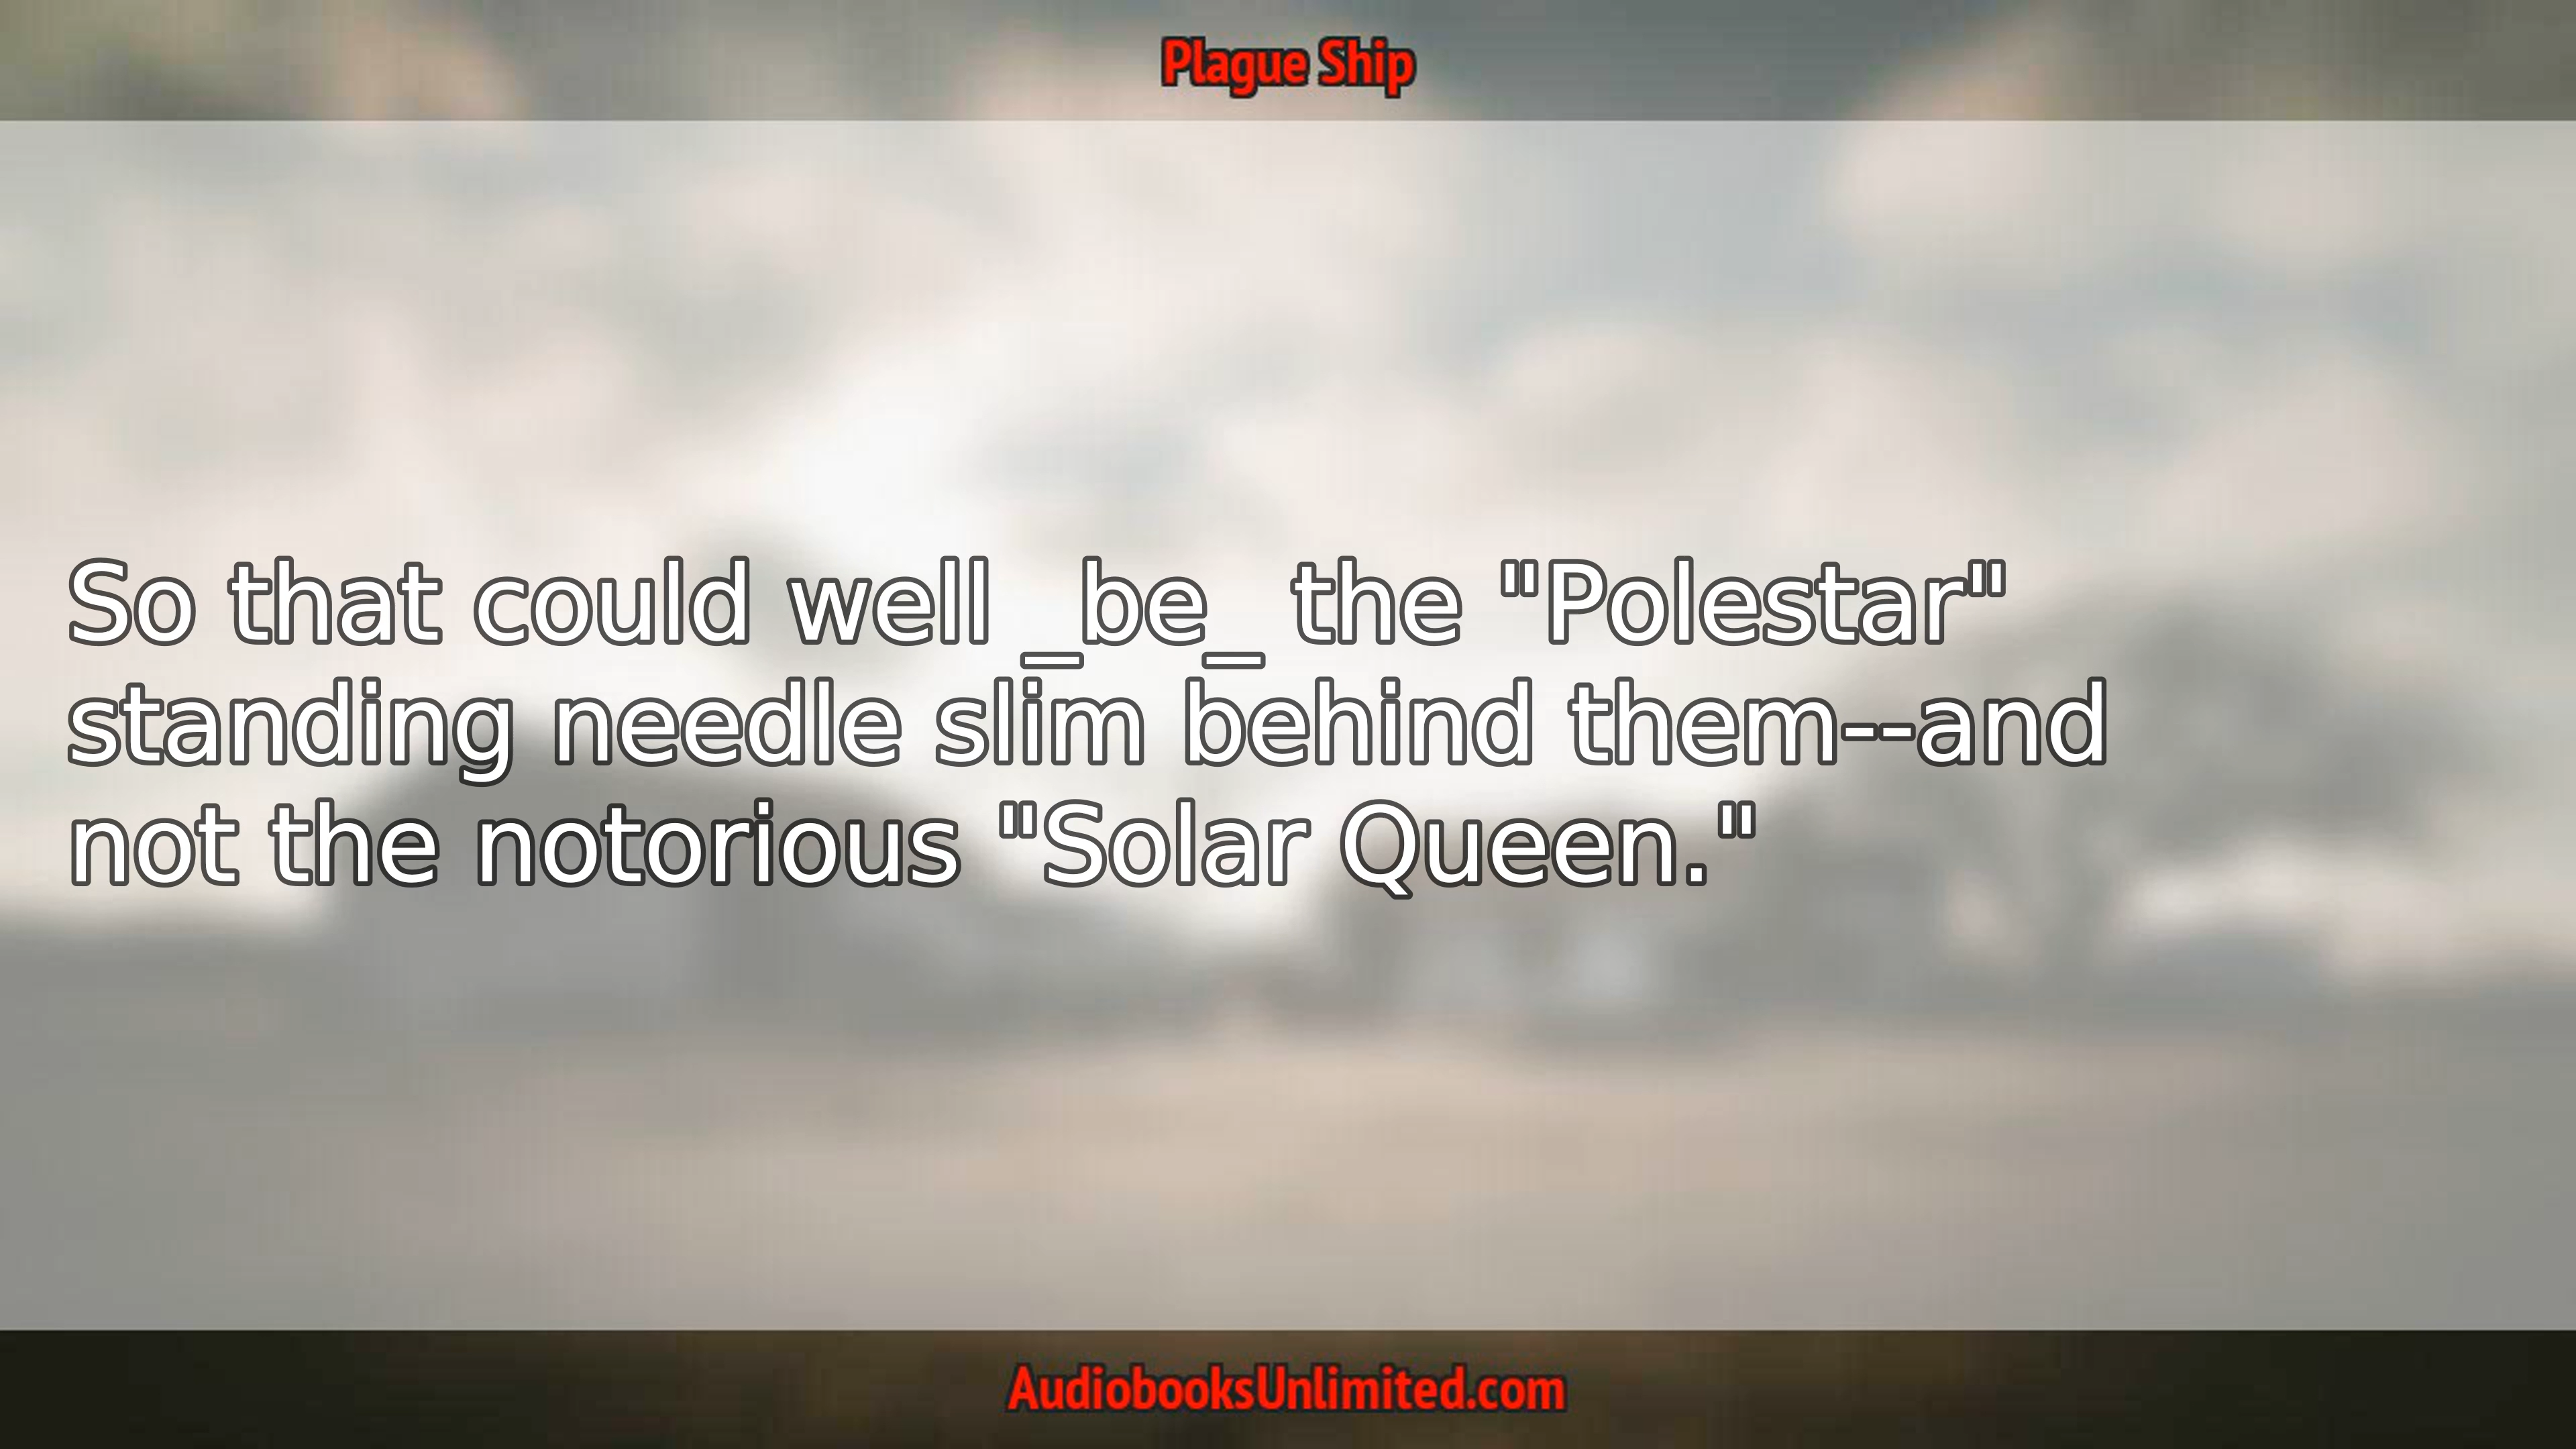 Plague Ship
So that could well _be_ the "Polestar"
standing needle slim behind them--and
not the notorious "Solar Queen."
AudiobooksUnlimited.com